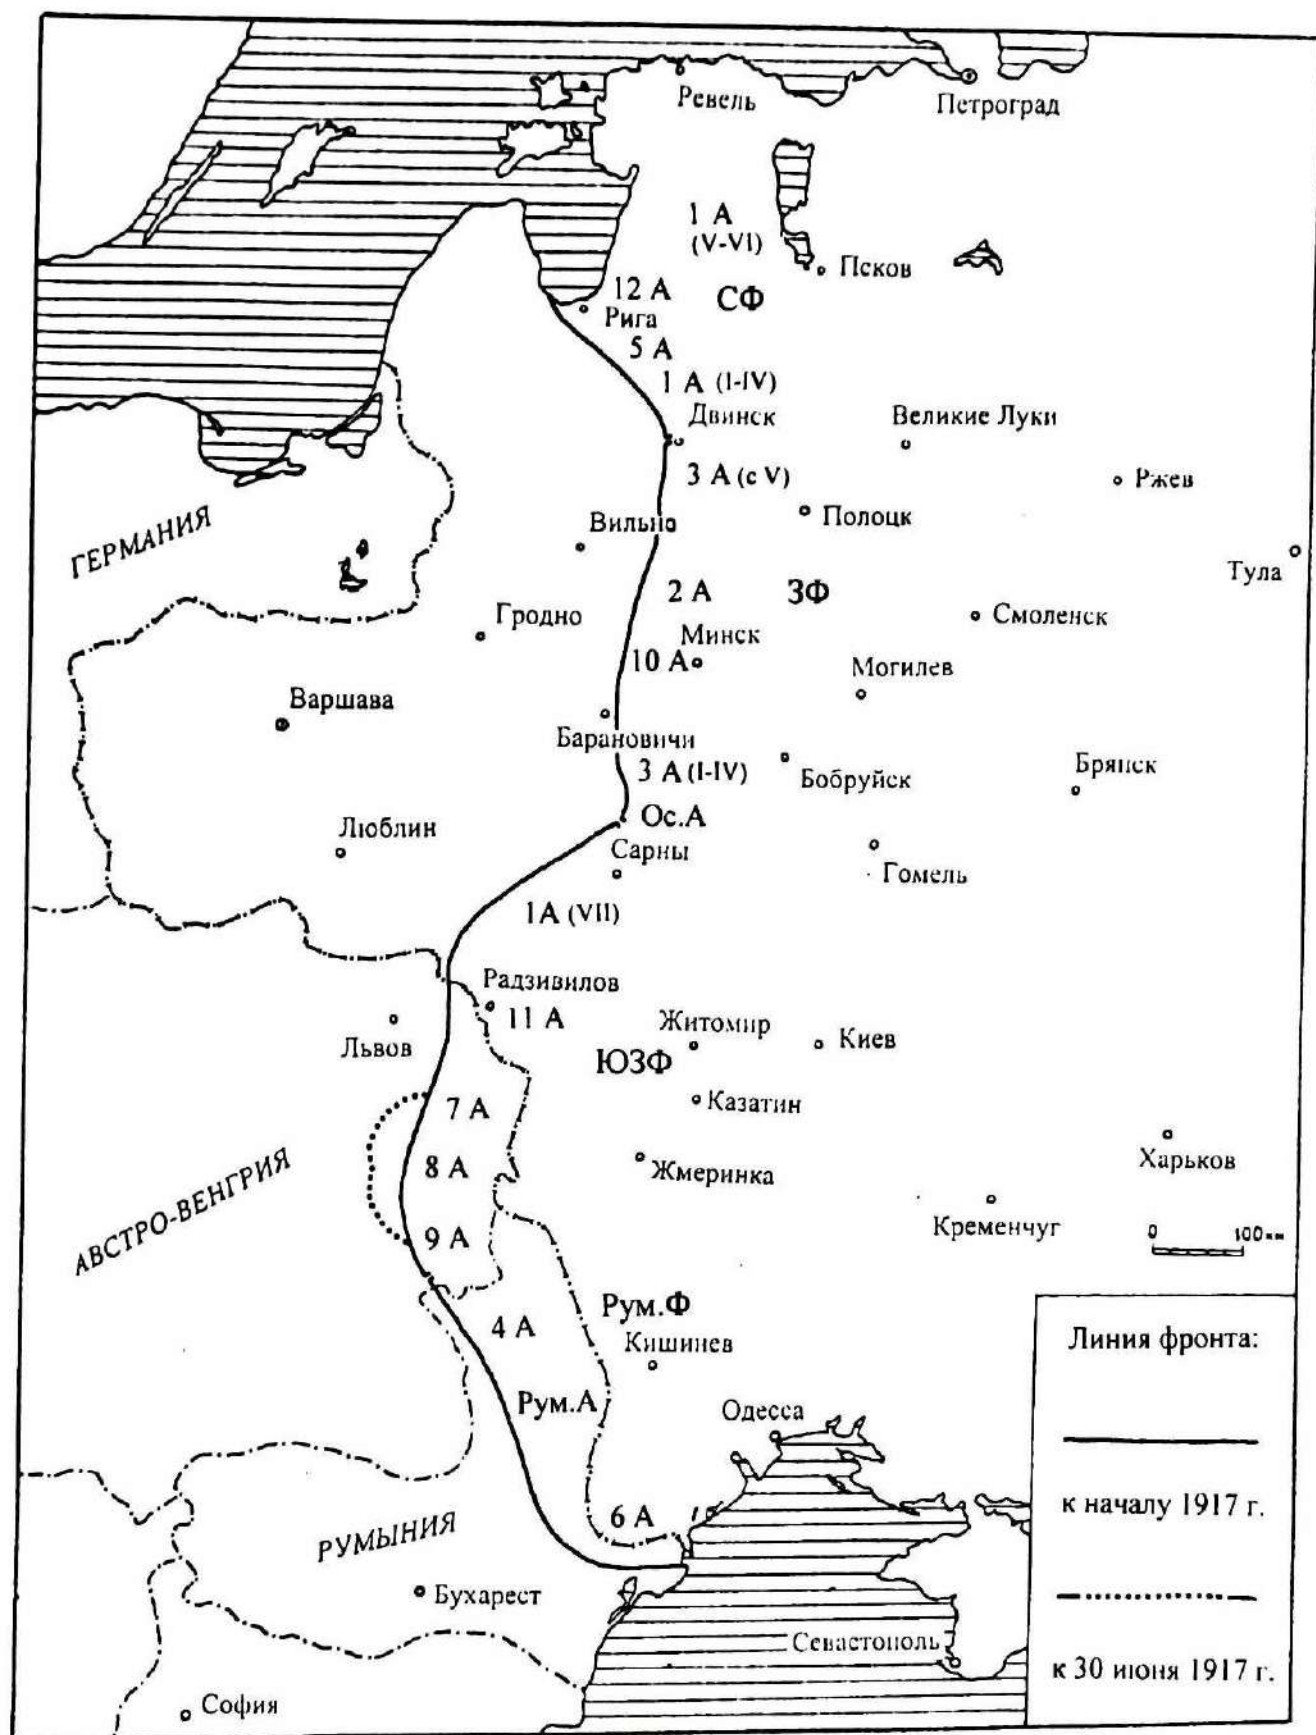 Ревель
Петроград
1 А
(V-VI)
Псков
12 А
СФ
Рига
5 А
1 А (I-IV)
Двинск
Великие Луки
3 А (с V)
Ржев
Полоцк
Вильно
ГЕРМАНИЯ
Тула
2 А
ЗФ
Гродно
Смоленск
Минск
10 А
Могилев
Варшава
Барановичи
3 А (I-IV)
Бобруйск
Брянск
Ос.А
Люблин
Сарны
Гомель
1А (VII)
Радзивилов
11 А
Житомир
Киев
Львов
ЮЗФ
7 А
Казатин
8 А
Жмеринка
Харьков
АВСТРО-ВЕНГРИЯ
9 А
Кременчуг
0 100 км
Рум.Ф
4 А
Кишинев
Линия фронта:
Рум.А
Одесса
к началу 1917 г.
6 А
РУМЫНИЯ
Бухарест
Севастополь
к 30 июня 1917 г.
София